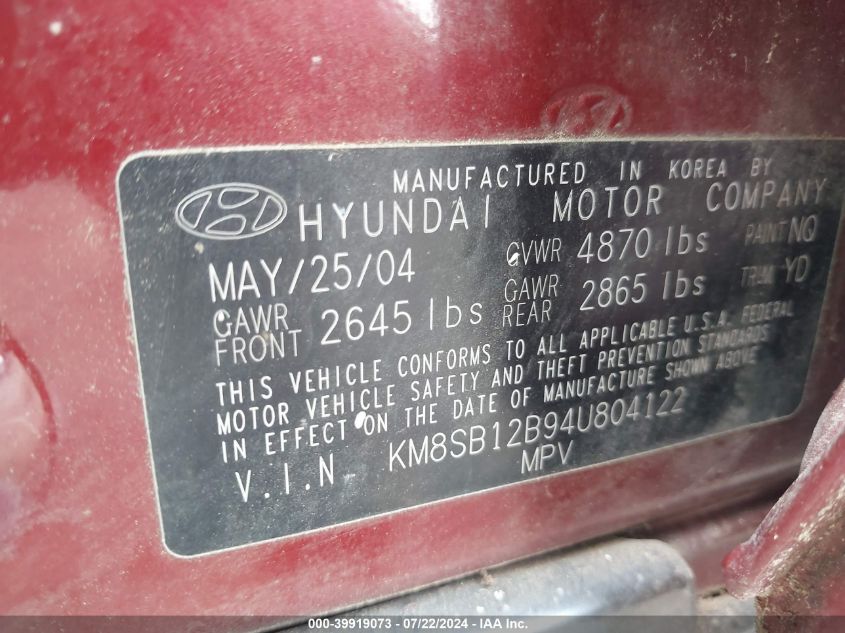 MANUFACTURED IN KOREA BY
HYUNDAI MOTOR COMPANY
MAY/25/04 GVWR 4870 lbs PAINT NQ
GAWR FRONT 2645 lbs GAWR REAR 2865 lbs TRIM YD
THIS VEHICLE CONFORMS TO ALL APPLICABLE U.S.A. FEDERAL
MOTOR VEHICLE SAFETY AND THEFT PREVENTION STANDARDS
IN EFFECT ON THE DATE OF MANUFACTURE SHOWN ABOVE
V.I.N KM8SB12B94U804122
MPV
000-39919073 - 07/22/2024 - IAA Inc.